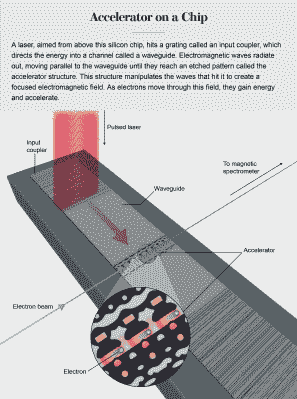 Accelerator on a Chip
A laser, aimed from above this silicon chip, hits a grating called an input coupler, which
directs the energy into a channel called a waveguide. Electromagnetic waves radiate
out, moving parallel to the waveguide until they reach an etched pattern called the
accelerator structure. This structure manipulates the waves that hit it to create a
focused electromagnetic field. As electrons move through this field, they gain energy
and accelerate.
Pulsed laser
Input
coupler
To magnetic
spectrometer
Waveguide
Accelerator
Electron beam
Electron